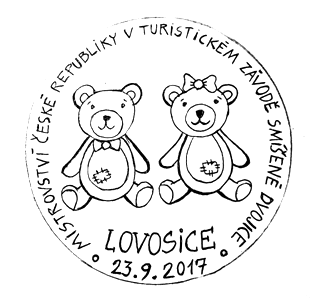 MISTROVSTVÍ ČESKÉ REPUBLIKY V TURISTICKÉM ZÁVODĚ SMÍŠENÉ DVOJICE
LOVOSICE
23.9.2017